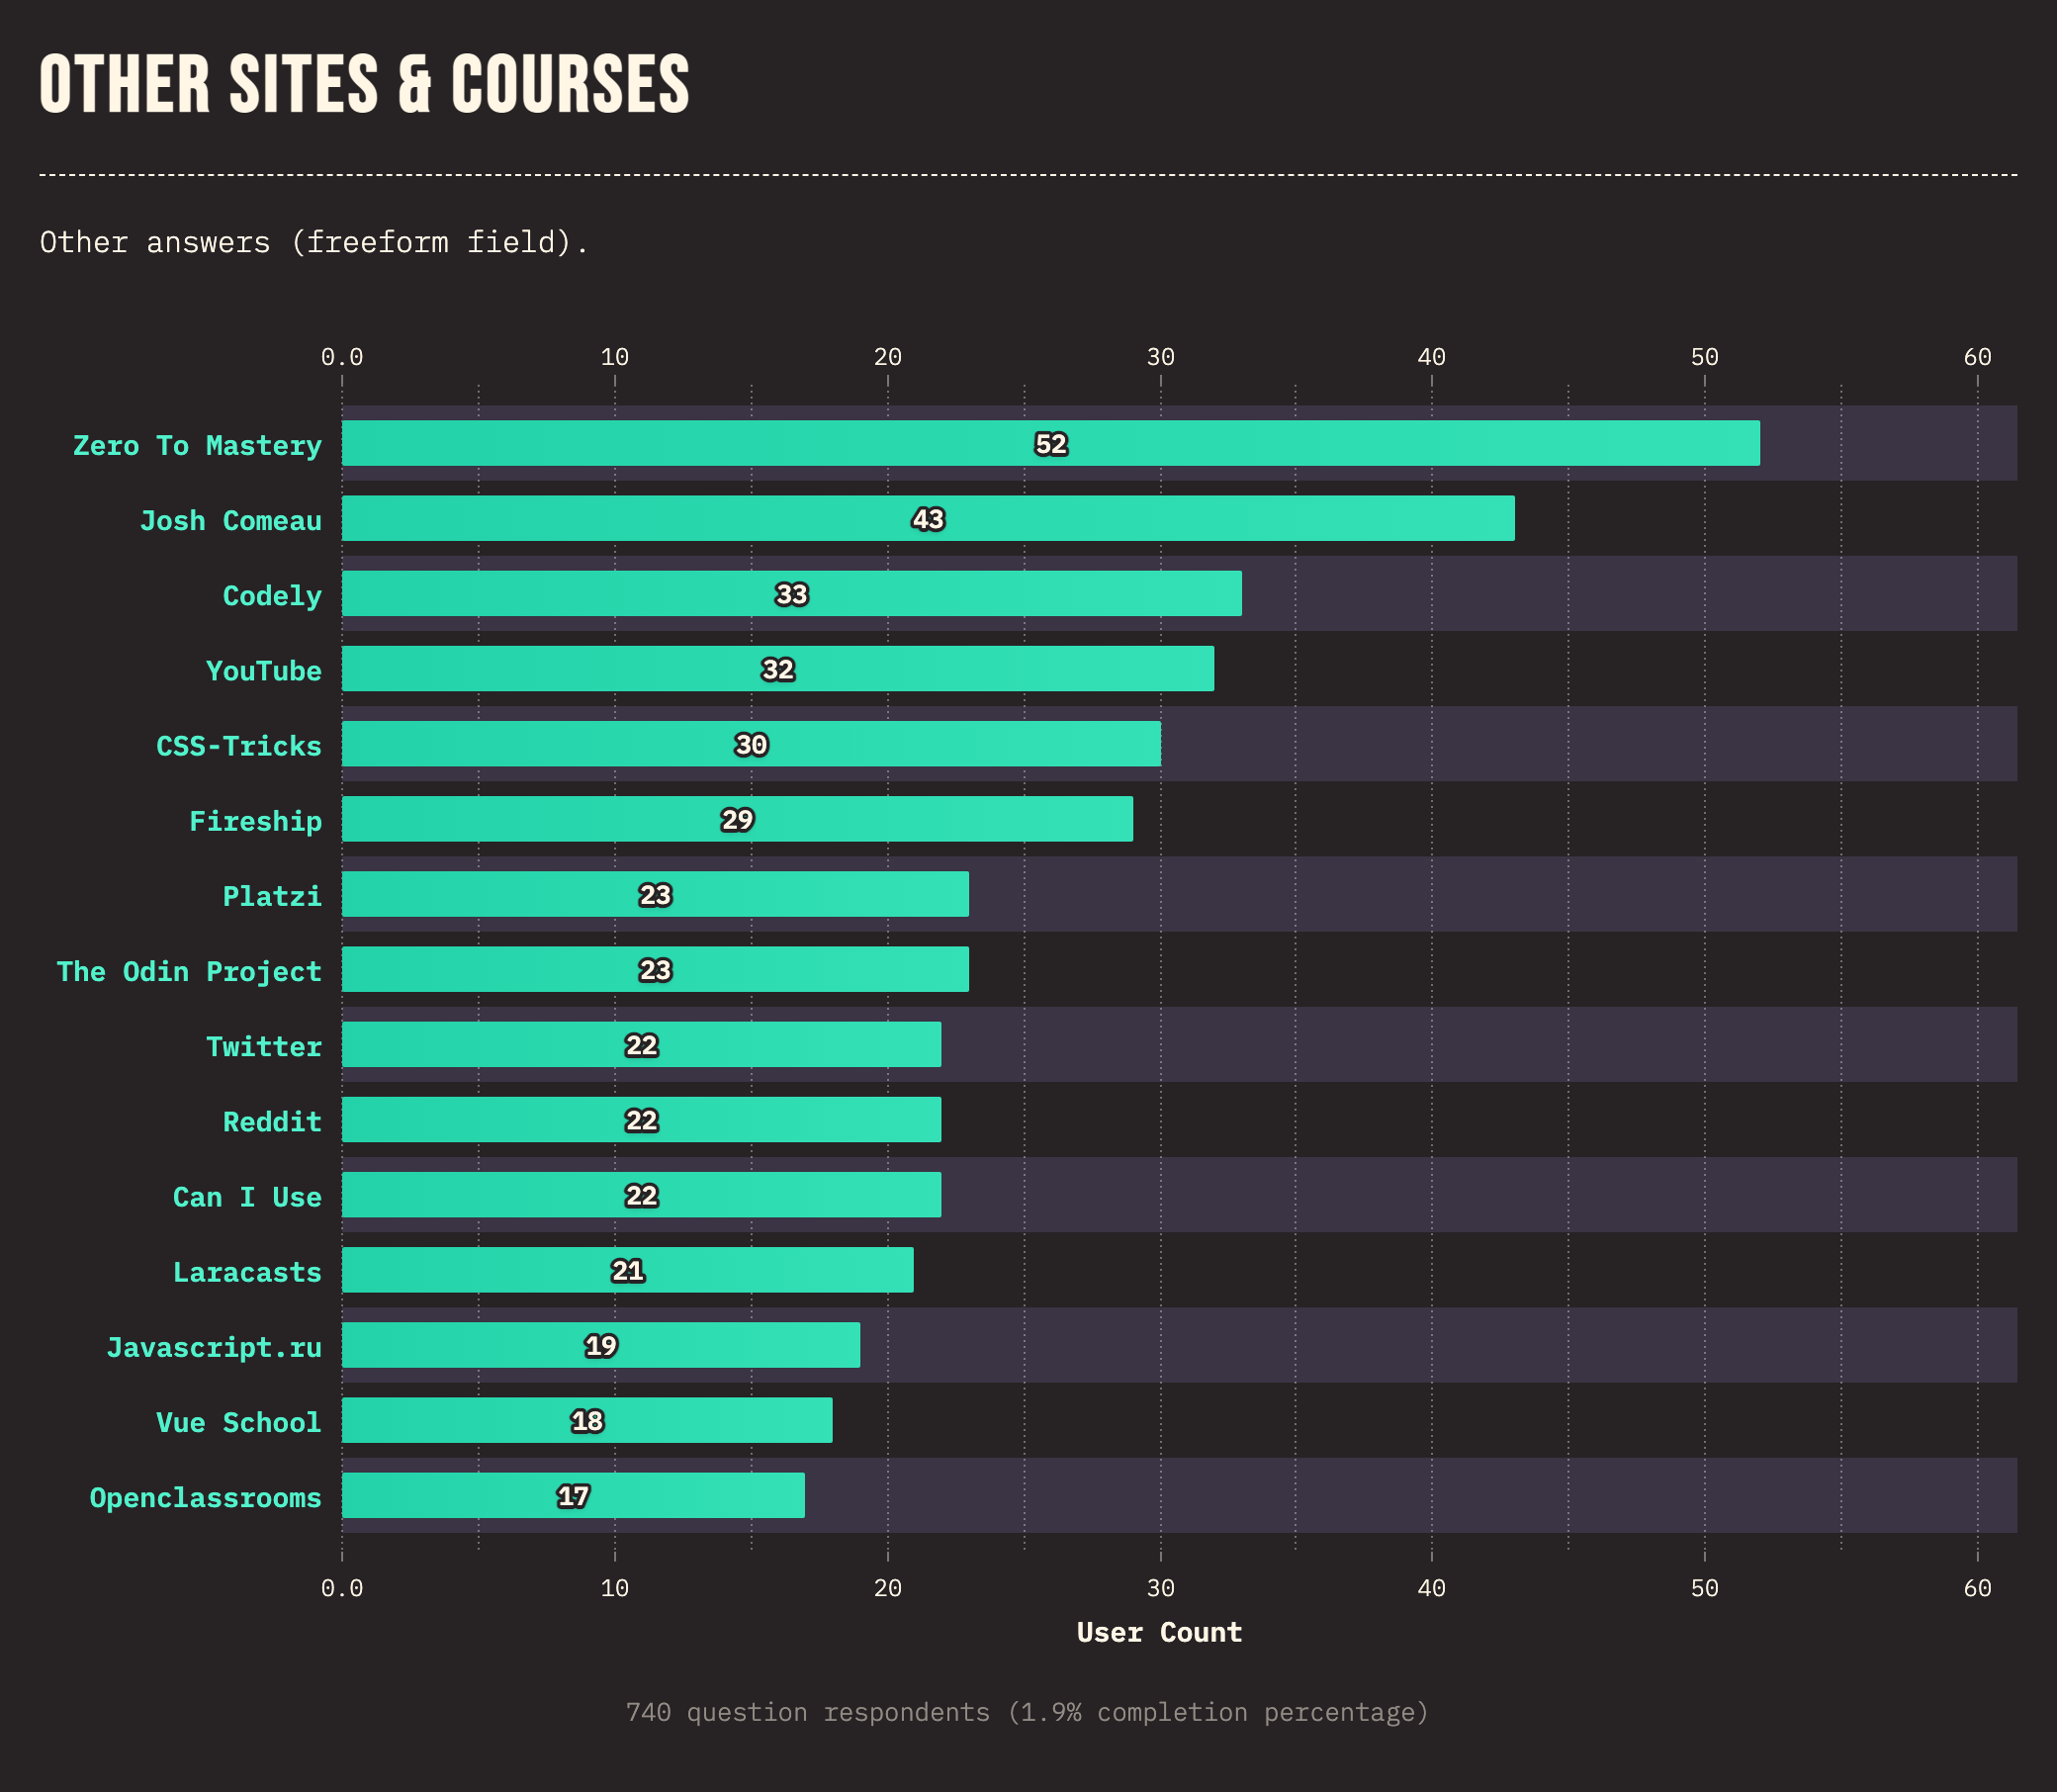 OTHER SITES & COURSES
Other answers (freeform field).
0.0 10 20 30 40 50 60
Zero To Mastery 52
Josh Comeau 43
Codely 33
YouTube 32
CSS-Tricks 30
Fireship 29
Platzi 23
The Odin Project 23
Twitter 22
Reddit 22
Can I Use 22
Laracasts 21
Javascript.ru 19
Vue School 18
Openclassrooms 17
0.0 10 20 30 40 50 60
User Count
740 question respondents (1.9% completion percentage)